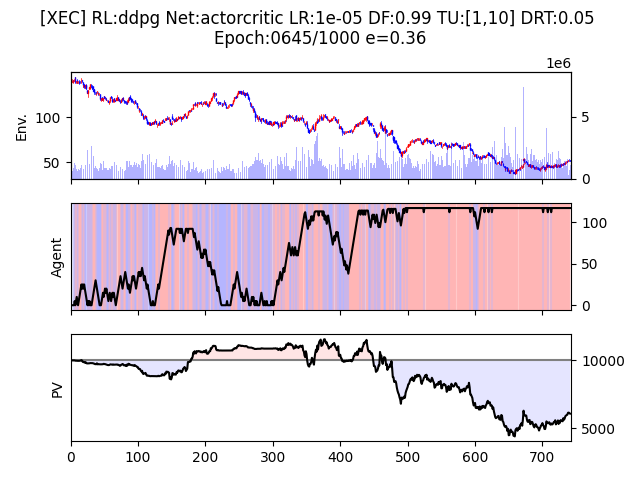 [XEC] RL:ddpg Net:actorcritic LR:1e-05 DF:0.99 TU:[1,10] DRT:0.05
Epoch:0645/1000 e=0.36
1e6
Env.
100
50
5
0
Agent
100
50
0
PV
10000
5000
0 100 200 300 400 500 600 700